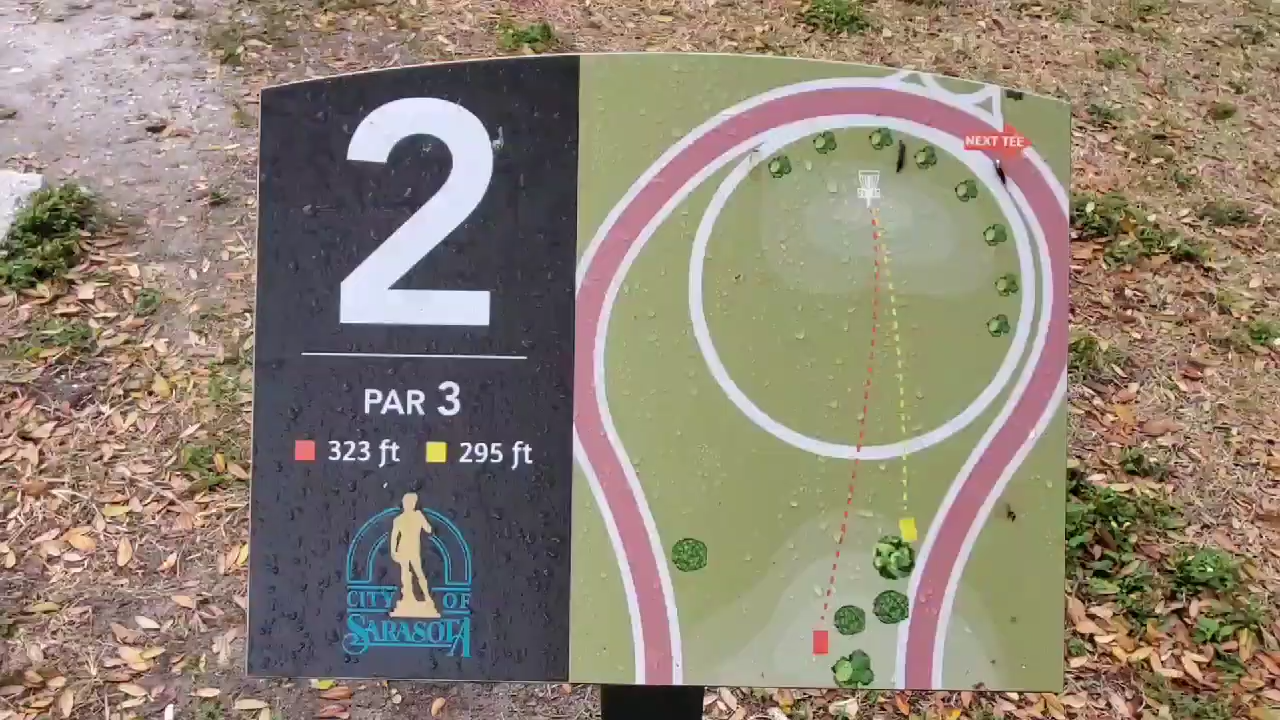 2
PAR 3
323 ft 295 ft
CITY OF
SARASOTA
NEXT TEE